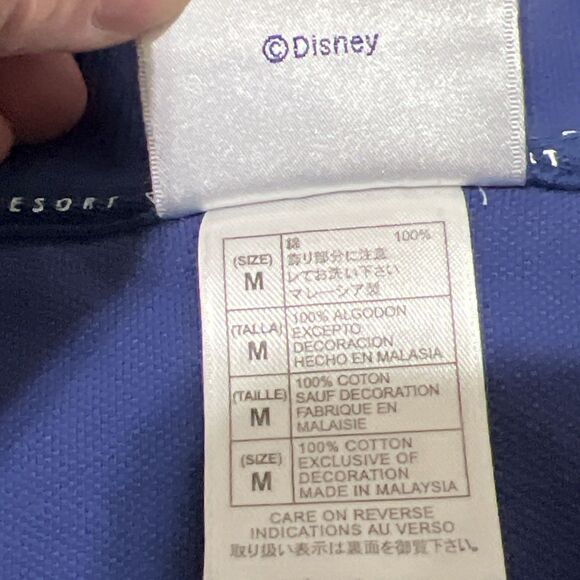 ©Disney
ESORT
T
(SIZE)
M
綿 100%
飾り部分に注意
レてお洗い下さい
マレーシア製
(TALLA)
M
100% ALGODON
EXCEPTO
DECORACION
HECHO EN MALASIA
(TAILLE)
M
100% COTON
SAUF DECORATION
FABRIQUE EN
MALAISIE
(SIZE)
M
100% COTTON
EXCLUSIVE OF
DECORATION
MADE IN MALAYSIA
CARE ON REVERSE
INDICATIONS AU VERSO
取り扱い表示は裏面を御覧下さい。